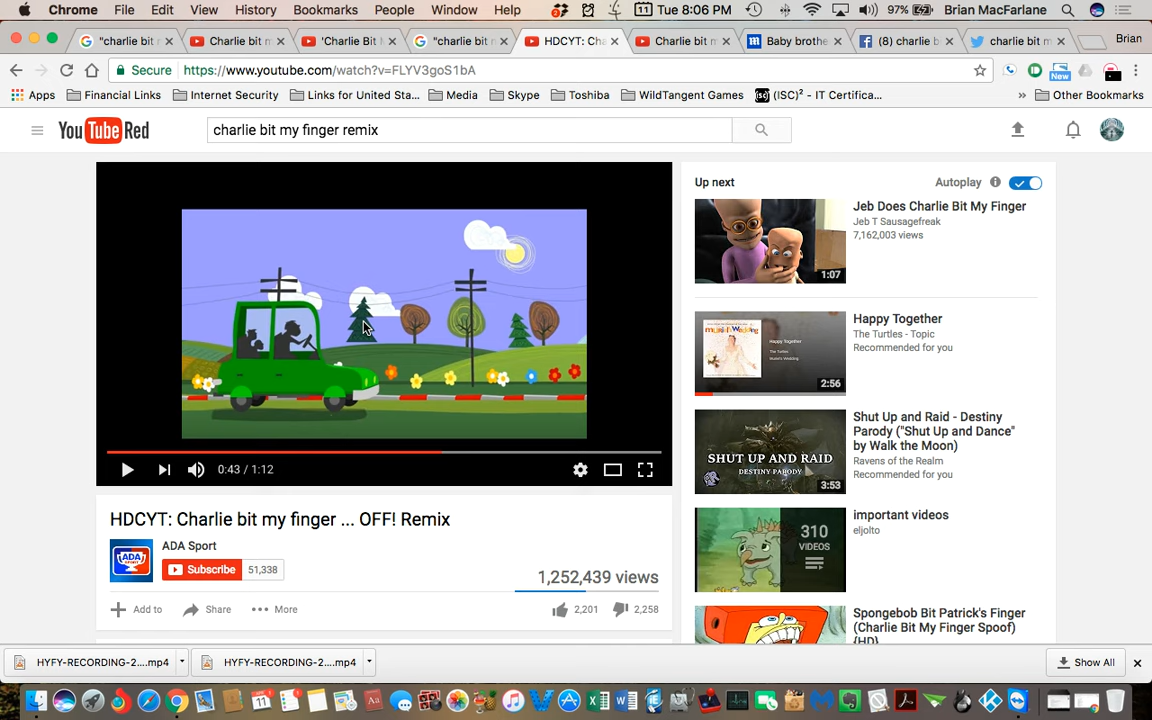 Chrome File Edit View History Bookmarks People Window Help 2 11 Tue 8:06 PM 97% Brian MacFarlane
"charlie bit r Charlie bit m 'Charlie Bit M "charlie bit n HDCYT: Cha Charlie bit m Baby brothe (8) charlie b charlie bit m Brian
Secure https://www.youtube.com/watch?v=FLYV3goS1bA New
Apps Financial Links Internet Security Links for United Sta... Media Skype Toshiba WildTangent Games (ISC)² - IT Certifica... » Other Bookmarks
YouTube Red charlie bit my finger remix
Up next Autoplay
Jeb Does Charlie Bit My Finger
Jeb T Sausagefreak
7,162,003 views
1:07
Happy Together
The Turtles - Topic
Recommended for you
2:56
Shut Up and Raid - Destiny
Parody ("Shut Up and Dance"
by Walk the Moon)
Ravens of the Realm
Recommended for you
SHUT UP AND RAID
DESTINY PARODY
3:53
important videos
eljolto
310
VIDEOS
Spongebob Bit Patrick's Finger
(Charlie Bit My Finger Spoof)
{HD}
0:43 / 1:12
HDCYT: Charlie bit my finger ... OFF! Remix
ADA Sport
Subscribe 51,338
1,252,439 views
Add to Share More 2,201 2,258
HYFY-RECORDING-2....mp4 HYFY-RECORDING-2....mp4 Show All